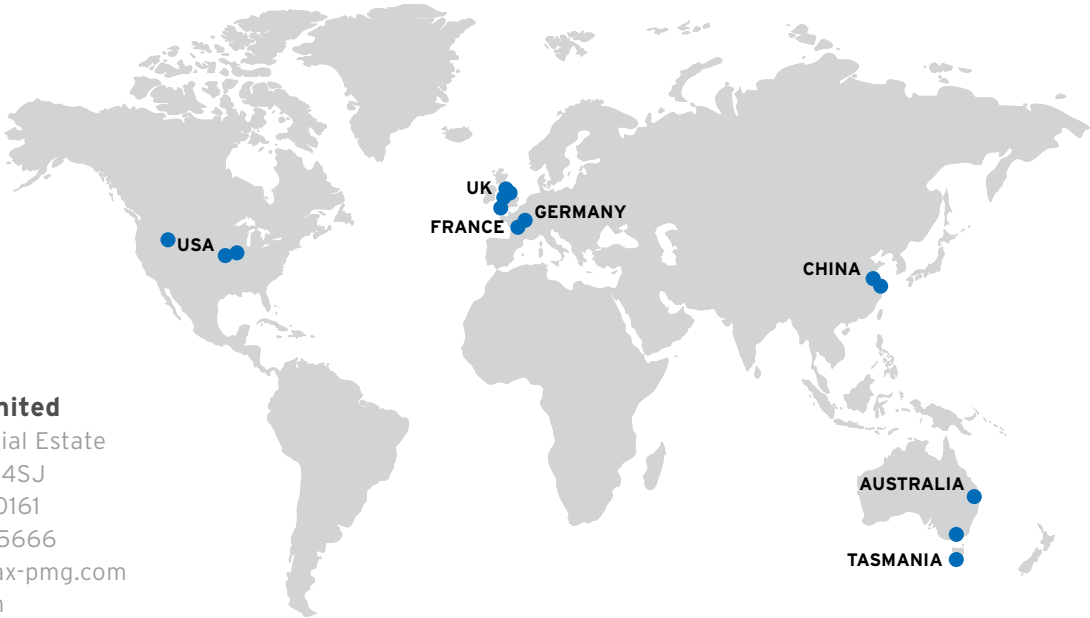 UK
GERMANY
FRANCE
USA
CHINA
nited
ial Estate
4SJ
0161
5666
ax-pmg.com
AUSTRALIA
TASMANIA